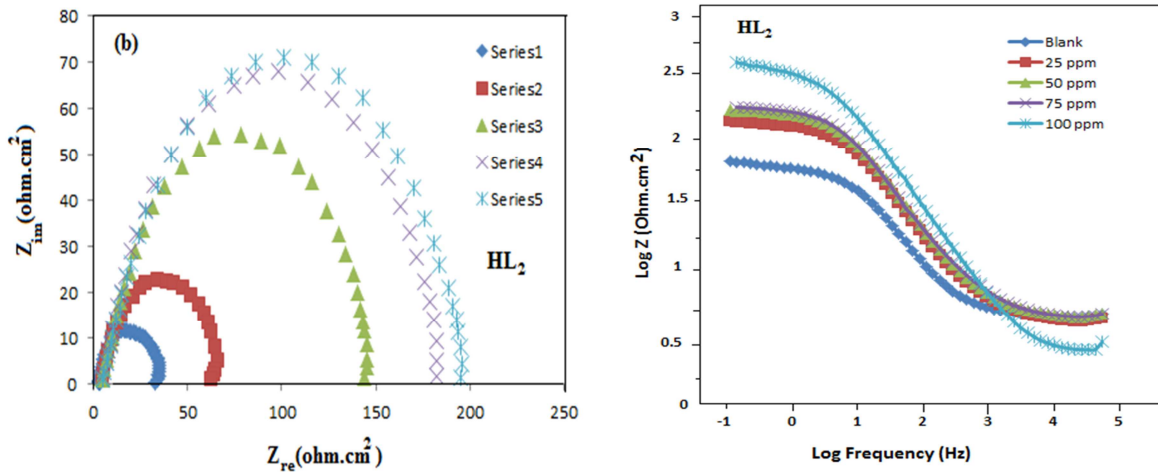 80
70
60
50
40
30
20
10
0
Z_im(ohm.cm²)
(b)
Series1
Series2
Series3
Series4
Series5
HL₂
0 50 100 150 200 250
Z_re(ohm.cm²)
3
2.5
2
1.5
1
0.5
0
Log Z (Ohm.cm²)
HL₂
Blank
25 ppm
50 ppm
75 ppm
100 ppm
-1 0 1 2 3 4 5
Log Frequency (Hz)